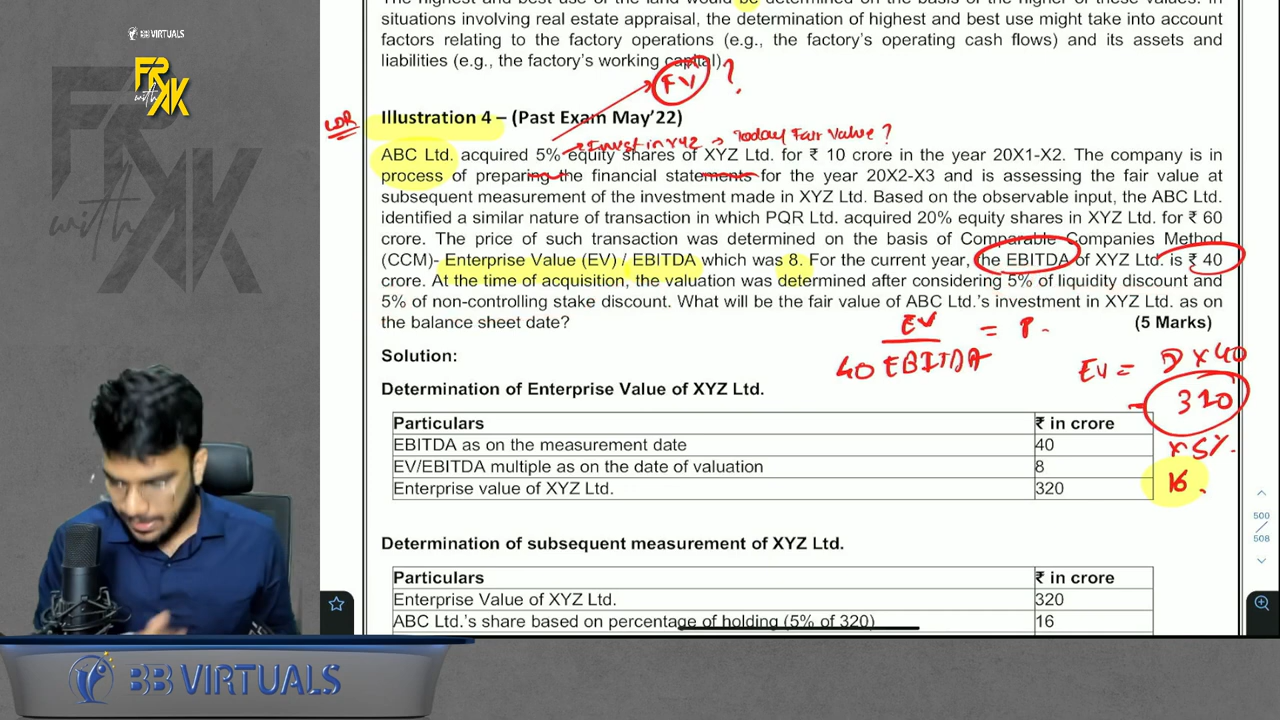 The highest and best use of the land would be determined on the basis of the higher of these values. In
situations involving real estate appraisal, the determination of highest and best use might take into account
factors relating to the factory operations (e.g., the factory's operating cash flows) and its assets and
liabilities (e.g., the factory's working capital).
FV ?
BB VIRTUALS
FR with AK
FR with AK
LDR
Illustration 4 – (Past Exam May'22)
→ Invest in XYZ → Today Fair Value ?
ABC Ltd. acquired 5% equity shares of XYZ Ltd. for ₹ 10 crore in the year 20X1-X2. The company is in
process of preparing the financial statements for the year 20X2-X3 and is assessing the fair value at
subsequent measurement of the investment made in XYZ Ltd. Based on the observable input, the ABC Ltd.
identified a similar nature of transaction in which PQR Ltd. acquired 20% equity shares in XYZ Ltd. for ₹ 60
crore. The price of such transaction was determined on the basis of Comparable Companies Method
(CCM)- Enterprise Value (EV) / EBITDA which was 8. For the current year, the EBITDA of XYZ Ltd. is ₹ 40
crore. At the time of acquisition, the valuation was determined after considering 5% of liquidity discount and
5% of non-controlling stake discount. What will be the fair value of ABC Ltd.'s investment in XYZ Ltd. as on
the balance sheet date? (5 Marks)
EV
= 8.
40 EBITDA
EV = 8 x 40
320
x 5%.
16.
Solution:
Determination of Enterprise Value of XYZ Ltd.
Particulars ₹ in crore
EBITDA as on the measurement date 40
EV/EBITDA multiple as on the date of valuation 8
Enterprise value of XYZ Ltd. 320
Determination of subsequent measurement of XYZ Ltd.
Particulars ₹ in crore
Enterprise Value of XYZ Ltd. 320
ABC Ltd.'s share based on percentage of holding (5% of 320) 16
500
/
508
BB VIRTUALS